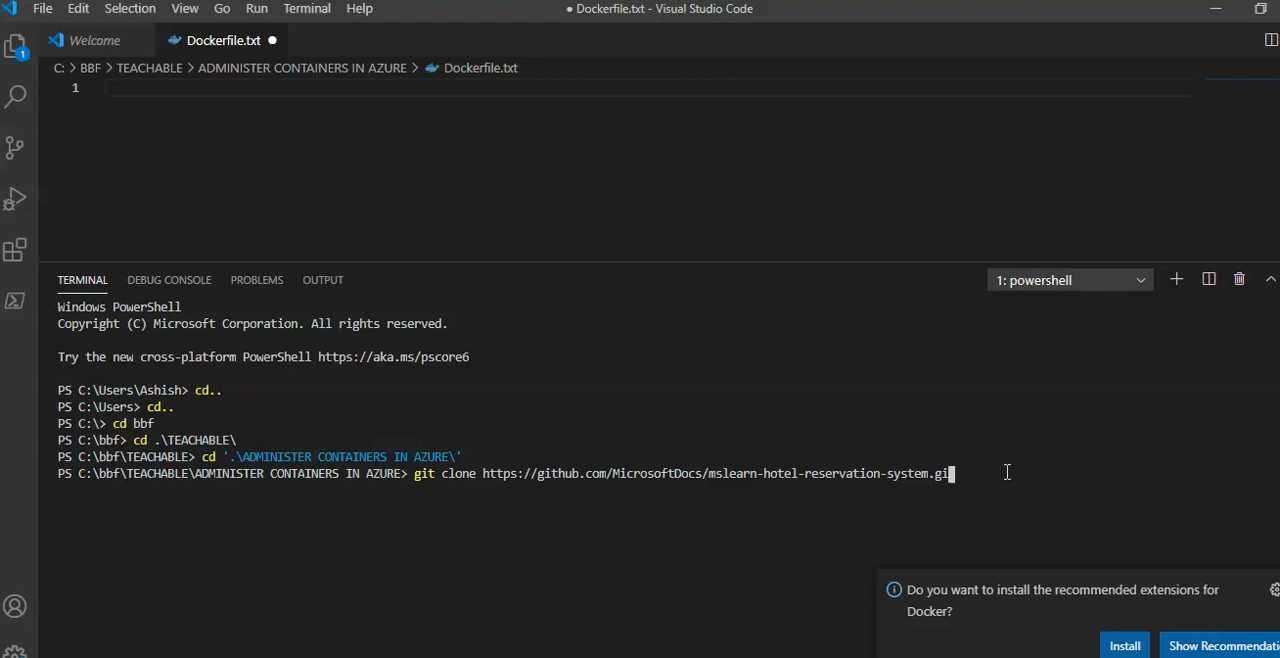 File Edit Selection View Go Run Terminal Help ● Dockerfile.txt - Visual Studio Code
Welcome Dockerfile.txt ●
1
C: > BBF > TEACHABLE > ADMINISTER CONTAINERS IN AZURE > Dockerfile.txt
1
TERMINAL DEBUG CONSOLE PROBLEMS OUTPUT 1: powershell
Windows PowerShell
Copyright (C) Microsoft Corporation. All rights reserved.
Try the new cross-platform PowerShell https://aka.ms/pscore6
PS C:\Users\Ashish> cd..
PS C:\Users> cd..
PS C:\> cd bbf
PS C:\bbf> cd .\TEACHABLE\
PS C:\bbf\TEACHABLE> cd '.\ADMINISTER CONTAINERS IN AZURE\'
PS C:\bbf\TEACHABLE\ADMINISTER CONTAINERS IN AZURE> git clone https://github.com/MicrosoftDocs/mslearn-hotel-reservation-system.gi
Do you want to install the recommended extensions for
Docker?
Install Show Recommendati